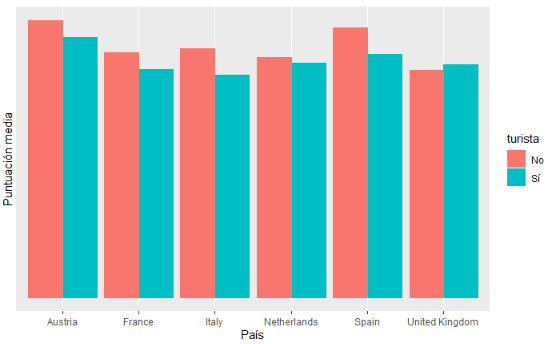 Puntuación media
turista
No
Sí
Austria
France
Italy
Netherlands
Spain
United Kingdom
País